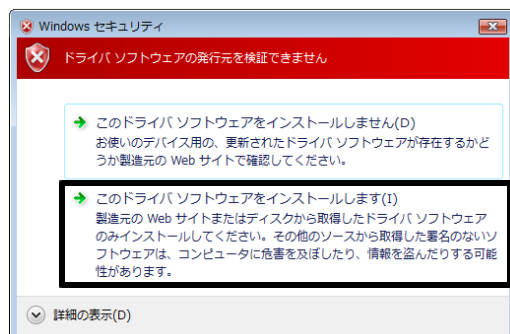 Windows セキュリティ
ドライバ ソフトウェアの発行元を検証できません
このドライバ ソフトウェアをインストールしません(D)
お使いのデバイス用の、更新されたドライバ ソフトウェアが存在するかど
うか製造元の Web サイトで確認してください。
このドライバ ソフトウェアをインストールします(I)
製造元の Web サイトまたはディスクから取得したドライバ ソフトウェア
のみインストールしてください。その他のソースから取得した署名のないソ
フトウェアは、コンピュータに危害を及ぼしたり、情報を盗んだりする可能
性があります。
詳細の表示(D)